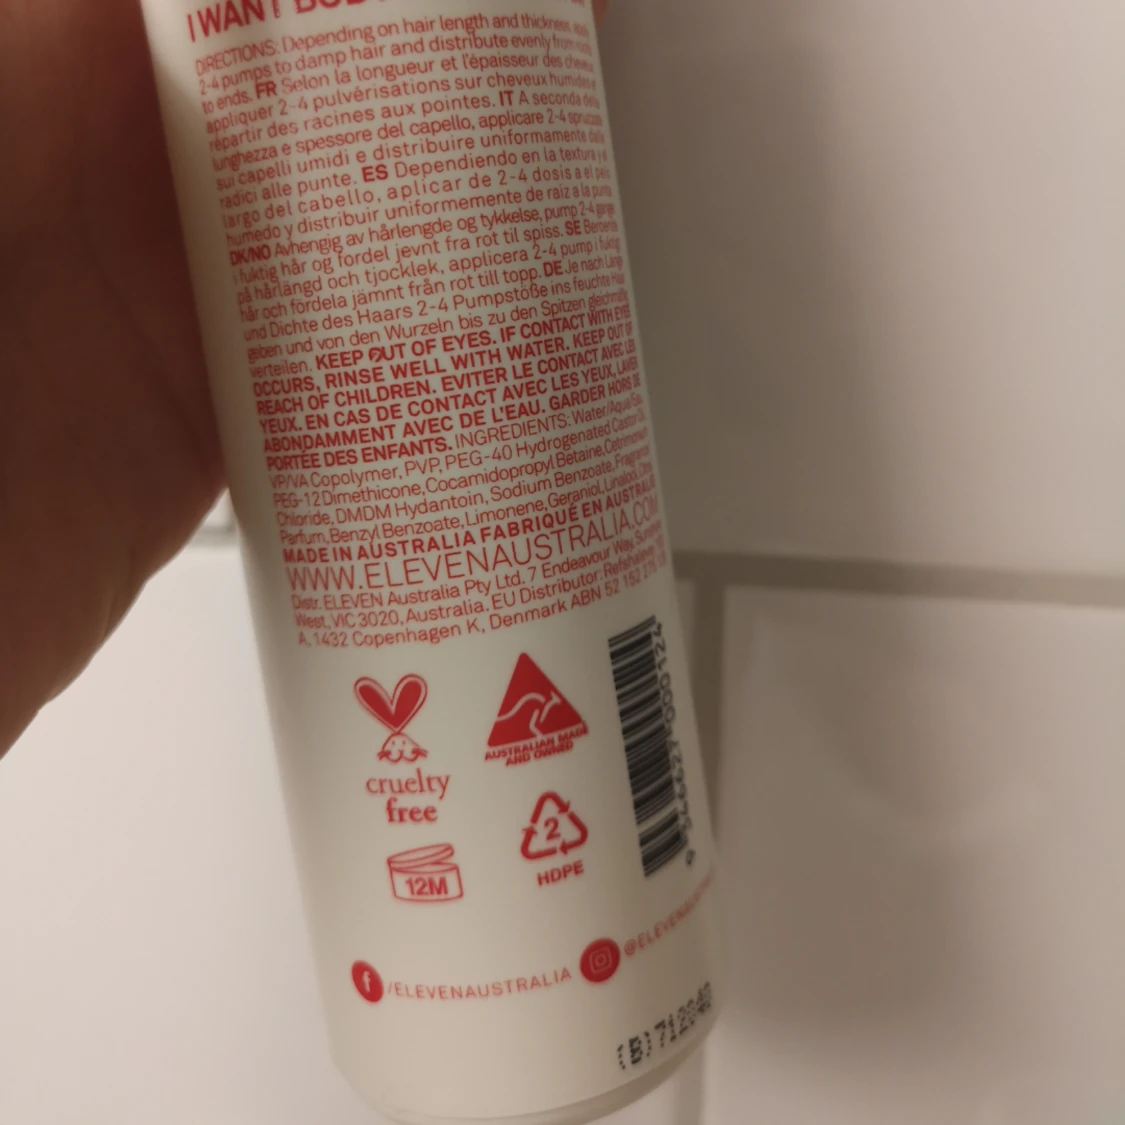 I WANT BOD
DIRECTIONS: Depending on hair length and thickness,
2-4 pumps to damp hair and distribute evenly from roots
to ends. FR Selon la longueur et l'épaisseur des cheveux
appliquer 2-4 pulvérisations sur cheveux humides et
répartir des racines aux pointes. IT A seconda della
lunghezza e spessore del capello, applicare 2-4 spruzzate
sui capelli umidi e distribuire uniformamente dalle
radici alle punte. ES Dependiendo en la textura y el
largo del cabello, aplicar de 2-4 dosis a el pelo
humedo y distribuir uniformemente de raiz a la punta.
DK/NO Avhengig av hårlengde og tykkelse, pump 2-4 ganger
i fuktig hår og fordel jevnt fra rot til spiss. SE Beroende
på hårlängd och tjocklek, applicera 2-4 pump i fuktig
hår och fördela jämnt från rot till topp. DE Je nach Länge
und Dichte des Haars 2-4 Pumpstöße ins feuchte Haar
geben und von den Wurzeln bis zu den Spitzen gleichmäßig
verteilen. KEEP OUT OF EYES. IF CONTACT WITH EYES
OCCURS, RINSE WELL WITH WATER. KEEP OUT OF
REACH OF CHILDREN. EVITER LE CONTACT AVEC LES
YEUX. EN CAS DE CONTACT AVEC LES YEUX, LAVER
ABONDAMMENT AVEC DE L'EAU. GARDER HORS DE
PORTÉE DES ENFANTS. INGREDIENTS: Water/Aqua/Eau,
VP/VA Copolymer, PVP, PEG-40 Hydrogenated Castor Oil,
PEG-12 Dimethicone, Cocamidopropyl Betaine, Cetrimonium
Chloride, DMDM Hydantoin, Sodium Benzoate, Fragrance/
Parfum, Benzyl Benzoate, Limonene, Geraniol, Linalool,
MADE IN AUSTRALIA FABRIQUÉ EN AUSTRALIE
WWW.ELEVENAUSTRALIA.COM
Distr. ELEVEN Australia Pty Ltd. 7 Endeavour Way, Sunshine
West, VIC 3020, Australia. EU Distributor: Refshalevej
A, 1432 Copenhagen K, Denmark ABN 52 152 276
cruelty
free
AUSTRALIAN MADE
AND OWNED
12M
2
HDPE
9 346627 000124
f /ELEVENAUSTRALIA
@ELEVENAU